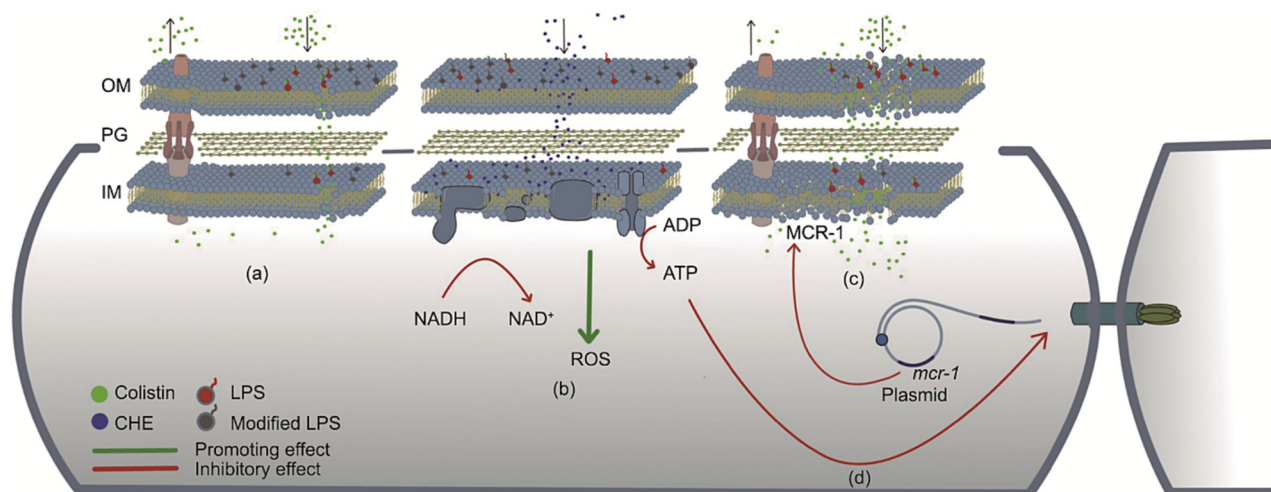 OM
PG
IM
(a)
NADH
NAD⁺
ROS
(b)
ADP
ATP
MCR-1
(c)
mcr-1
Plasmid
(d)
Colistin
LPS
CHE
Modified LPS
Promoting effect
Inhibitory effect